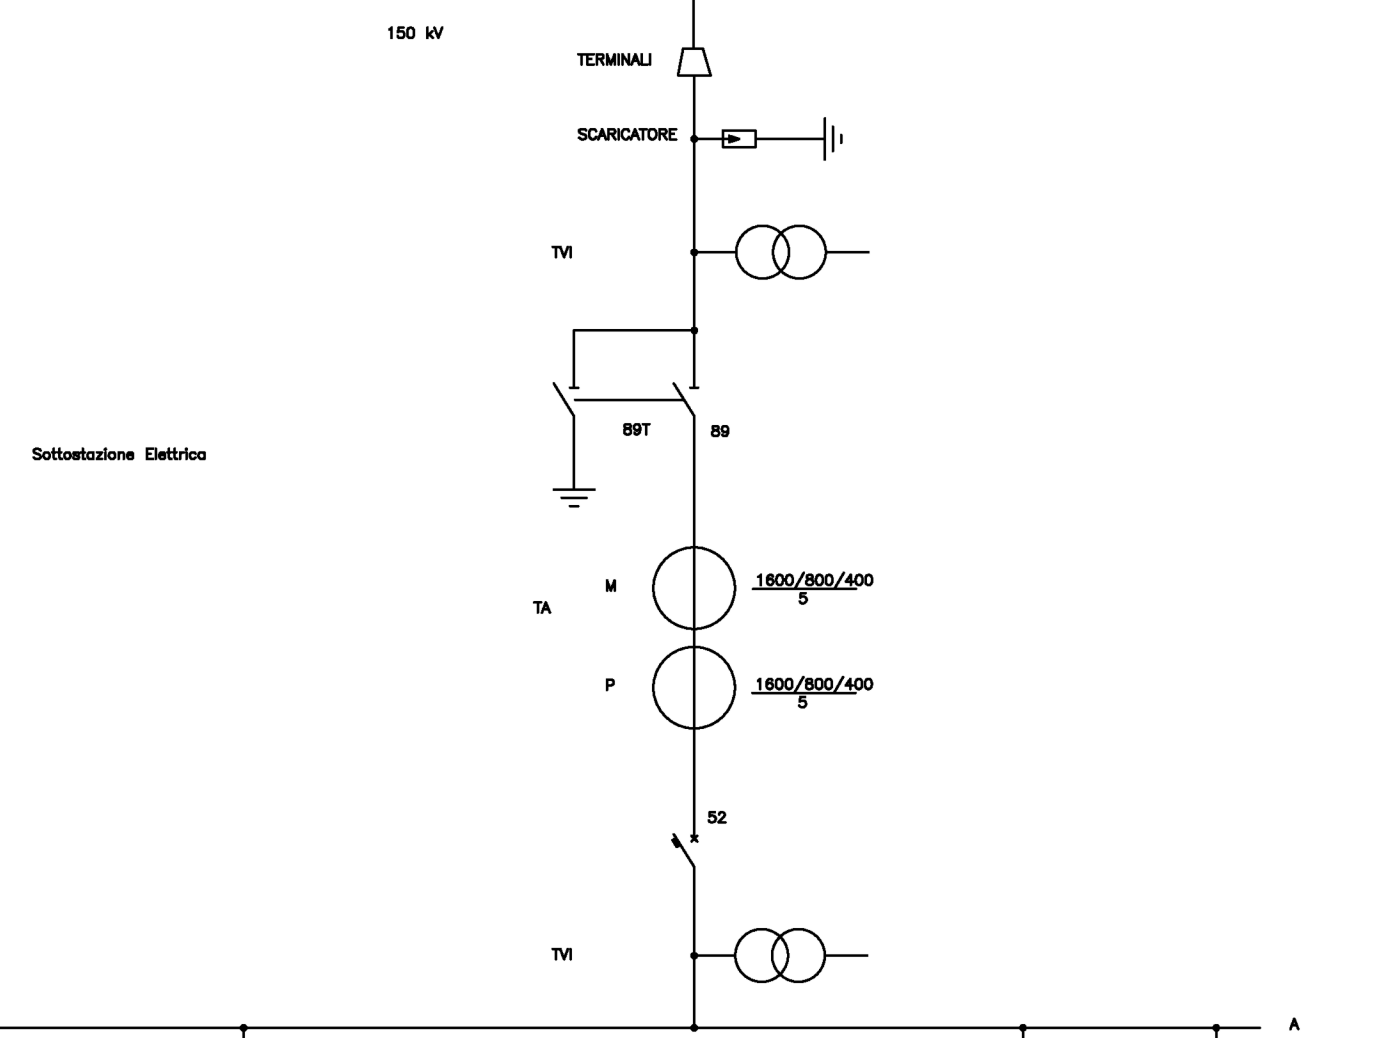 150 kV
TERMINALI
SCARICATORE
TVI
89T
89
Sottostazione Elettrica
M
1600/800/400
5
TA
P
1600/800/400
5
52
TVI
A